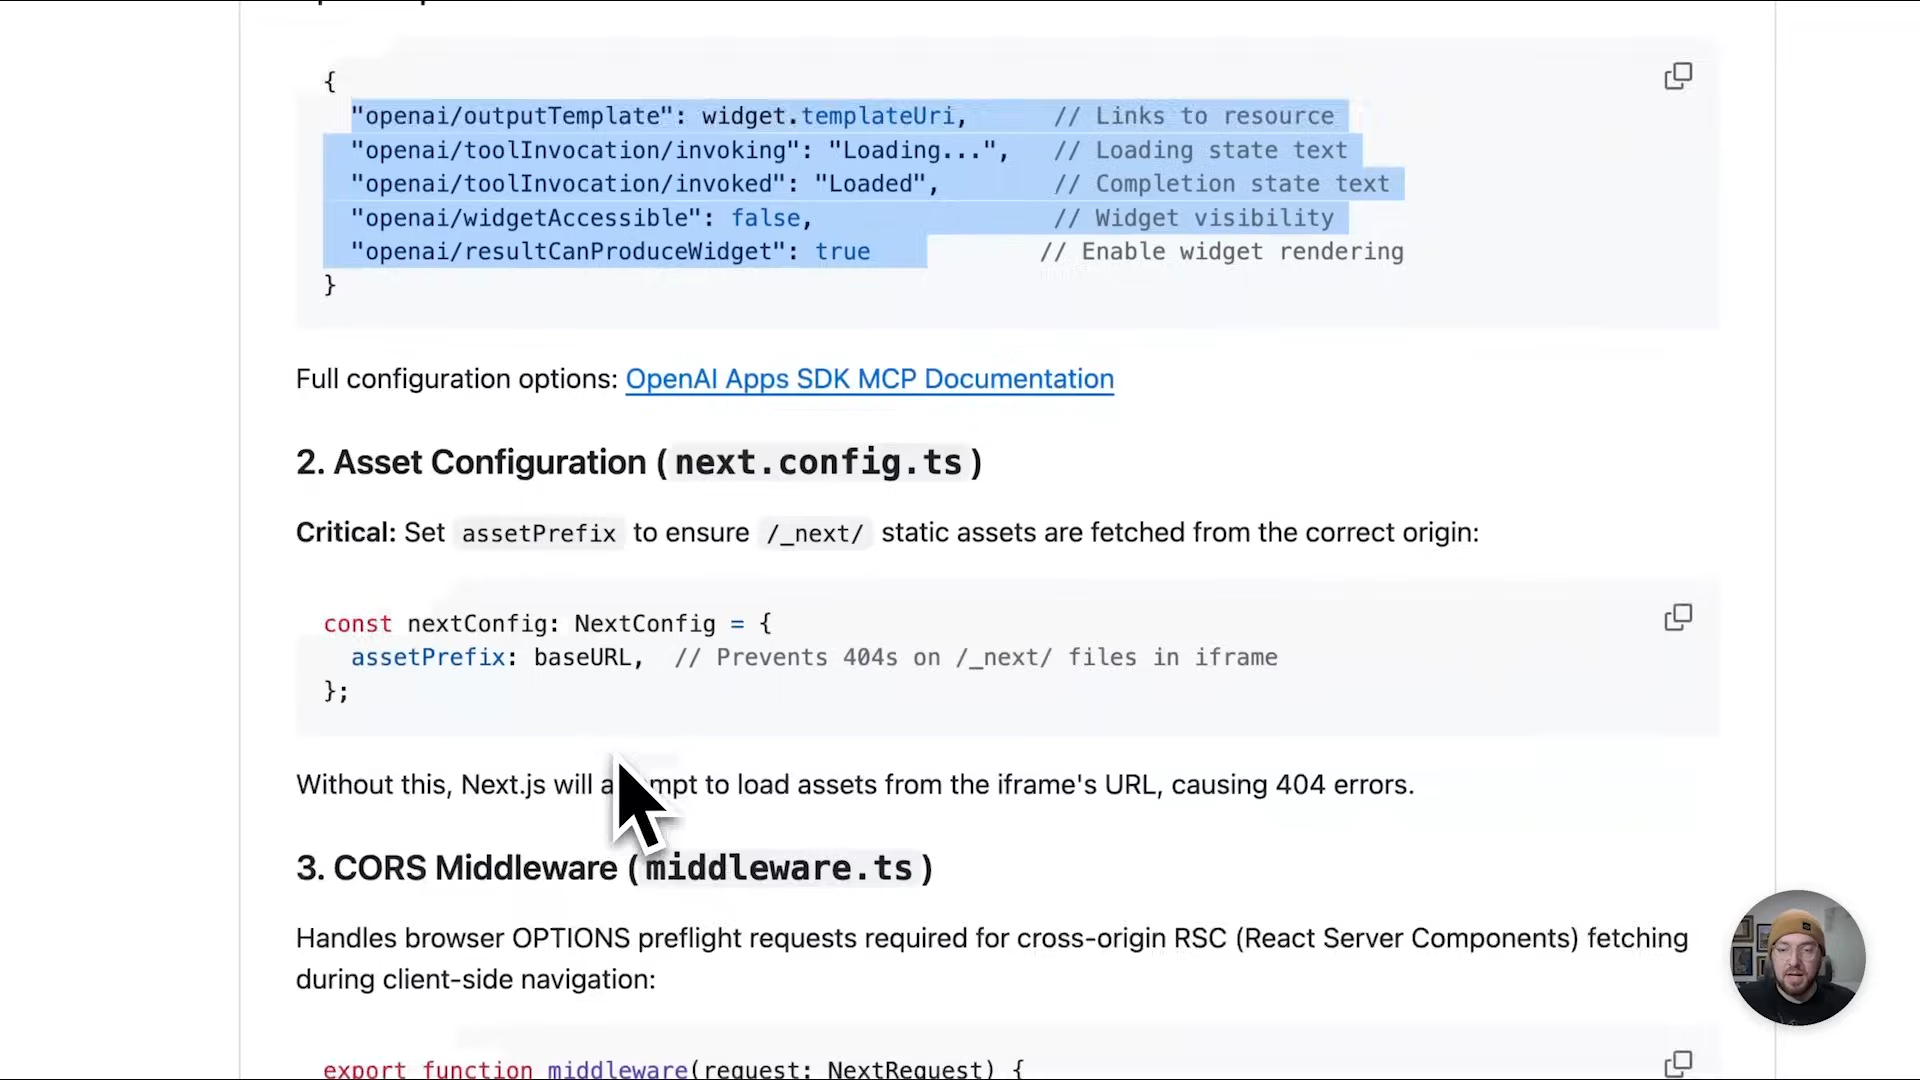 {
"openai/outputTemplate": widget.templateUri, // Links to resource
"openai/toolInvocation/invoking": "Loading...", // Loading state text
"openai/toolInvocation/invoked": "Loaded", // Completion state text
"openai/widgetAccessible": false, // Widget visibility
"openai/resultCanProduceWidget": true // Enable widget rendering
}
Full configuration options: OpenAI Apps SDK MCP Documentation
2. Asset Configuration (next.config.ts)
Critical: Set assetPrefix to ensure /_next/ static assets are fetched from the correct origin:
const nextConfig: NextConfig = {
assetPrefix: baseURL, // Prevents 404s on /_next/ files in iframe
};
Without this, Next.js will a mpt to load assets from the iframe's URL, causing 404 errors.
3. CORS Middleware (middleware.ts)
Handles browser OPTIONS preflight requests required for cross-origin RSC (React Server Components) fetching
during client-side navigation:
export function middleware(request: NextRequest) {